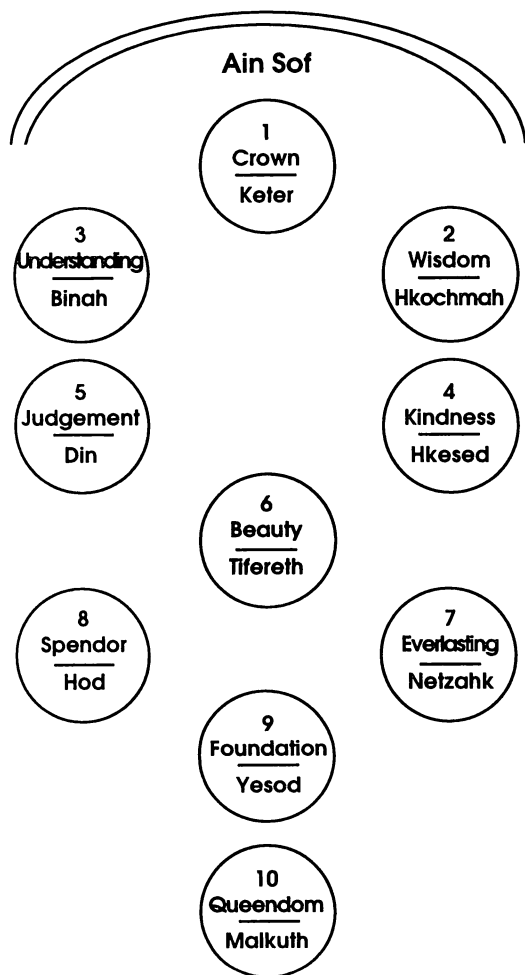 Ain Sof
1
Crown
Keter
3
Understanding
Binah
2
Wisdom
Hkochmah
5
Judgement
Din
4
Kindness
Hkesed
6
Beauty
Tifereth
8
Spendor
Hod
7
Everlasting
Netzahk
9
Foundation
Yesod
10
Queendom
Malkuth